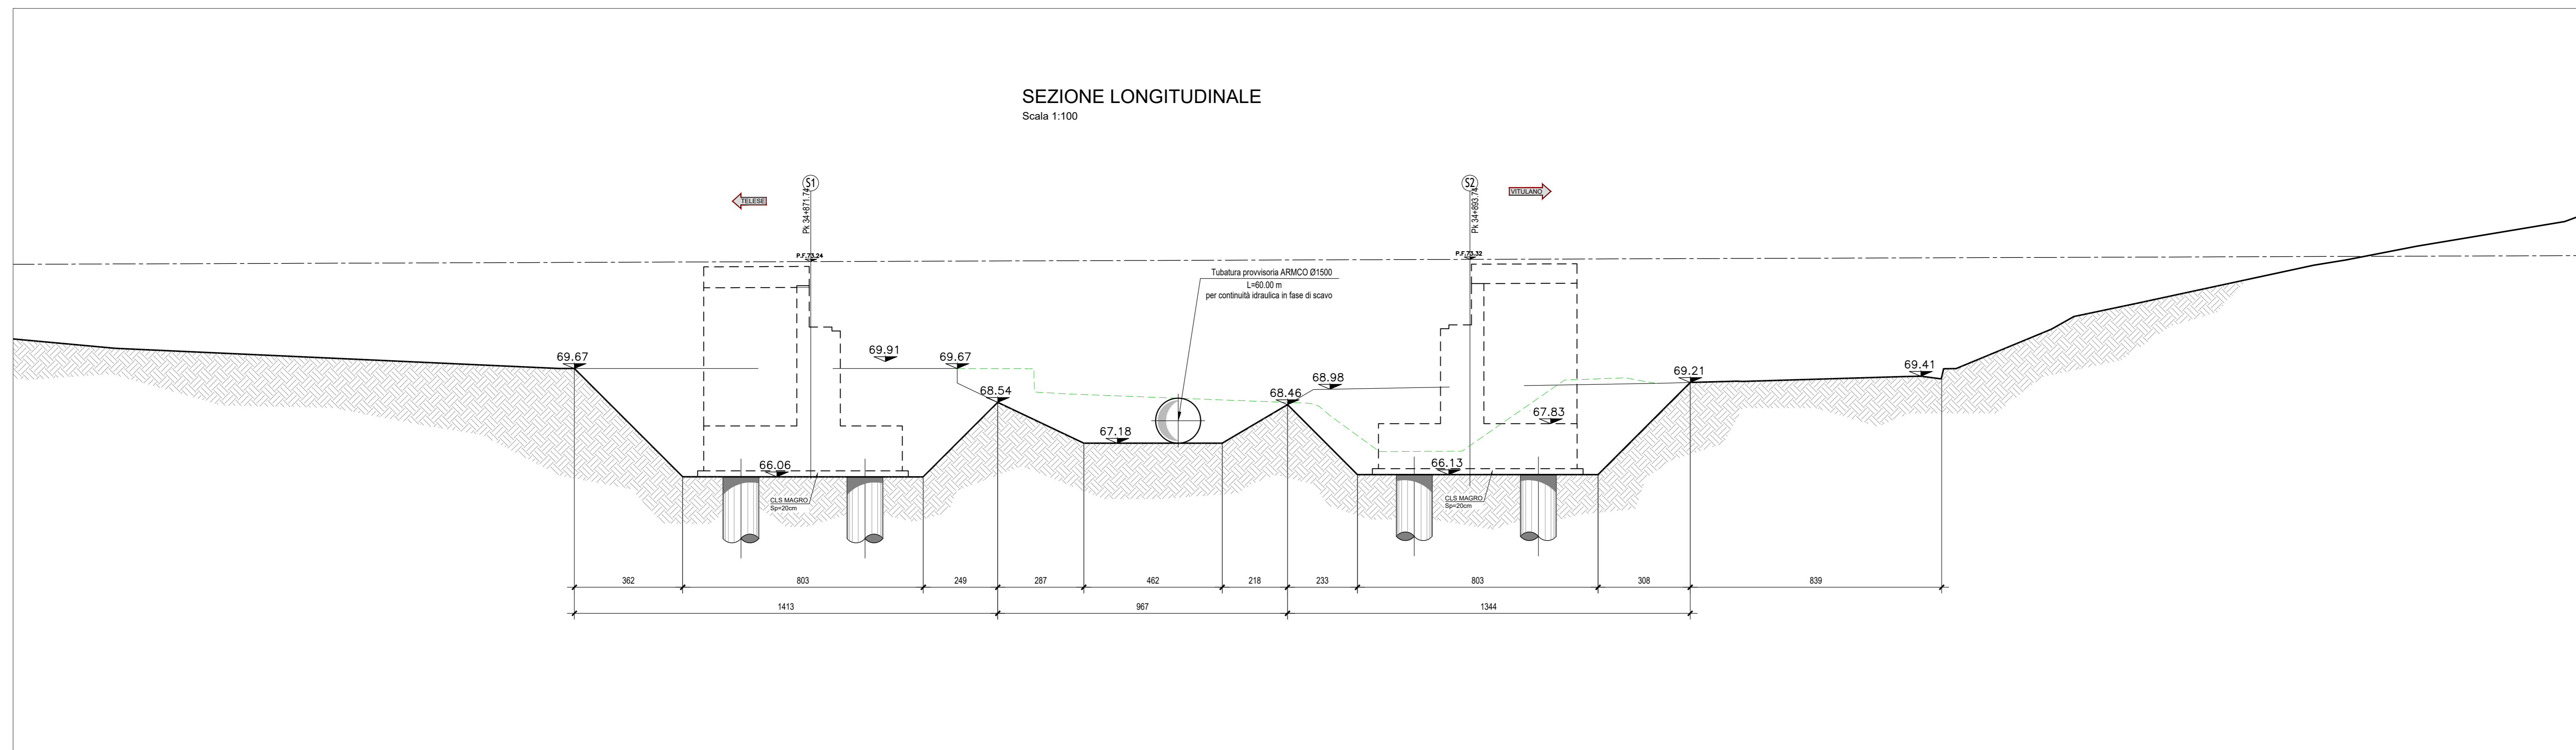 SEZIONE LONGITUDINALE
Scala 1:100
S1
S2
TELESE
VITULANO
Pk 34+871.74
Pk 34+893.74
P.F.73.24
P.F.73.32
Tubatura provvisoria ARMCO Ø1500
L=60.00 m
per continuità idraulica in fase di scavo
69.67
69.91
69.67
68.54
67.18
68.46
68.98
67.83
69.21
69.41
66.06
66.13
CLS MAGRO
Sp=20cm
CLS MAGRO
Sp=20cm
362 803 249 287 462 218 233 803 308 839
1413 967 1344